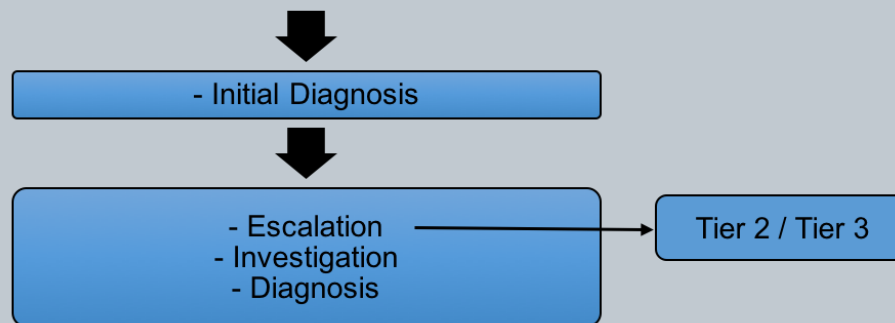 - Initial Diagnosis
- Escalation
- Investigation
- Diagnosis
Tier 2 / Tier 3